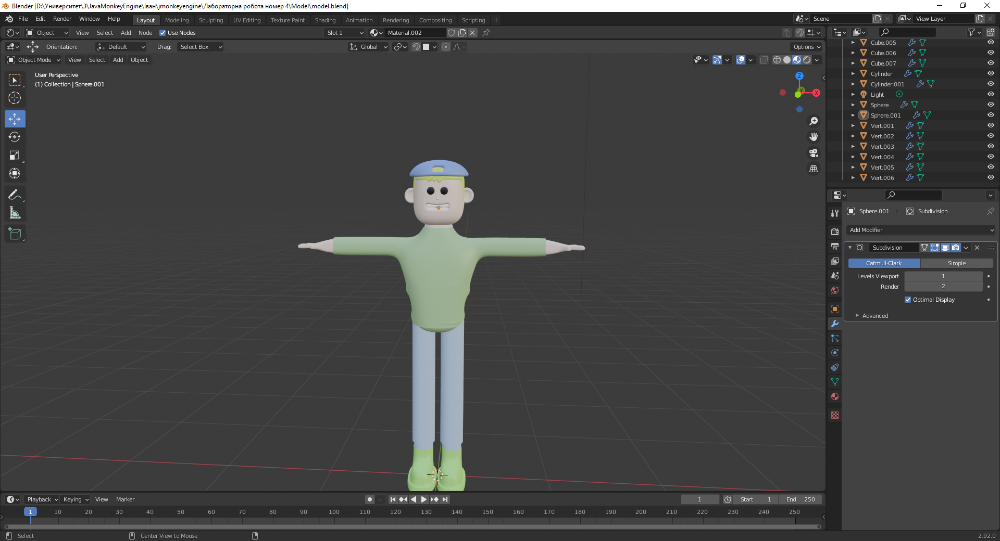 Blender [D:\Университет\3\JavaMonkeyEngine\Іван\jmonkeyengine\Лабораторна робота номер 4\Model\model.blend]
File Edit Render Window Help Layout Modeling Sculpting UV Editing Texture Paint Shading Animation Rendering Compositing Scripting + Scene View Layer
Object View Select Add Node Use Nodes Slot 1 Material.002
Orientation: Default Drag: Select Box Global Options
Object Mode View Select Add Object
User Perspective
(1) Collection | Sphere.001
Z
Y
X
Cube.005
Cube.006
Cube.007
Cylinder
Cylinder.001
Light
Sphere
Sphere.001
Vert.001
Vert.002
Vert.003
Vert.004
Vert.005
Vert.006
Sphere.001 Subdivision
Add Modifier
Subdivision
Catmull-Clark Simple
Levels Viewport 1
Render 2
Optimal Display
Advanced
Playback Keying View Marker 1 Start 1 End 250
1 10 20 30 40 50 60 70 80 90 100 110 120 130 140 150 160 170 180 190 200 210 220 230 240 250
Select Center View to Mouse 2.92.0